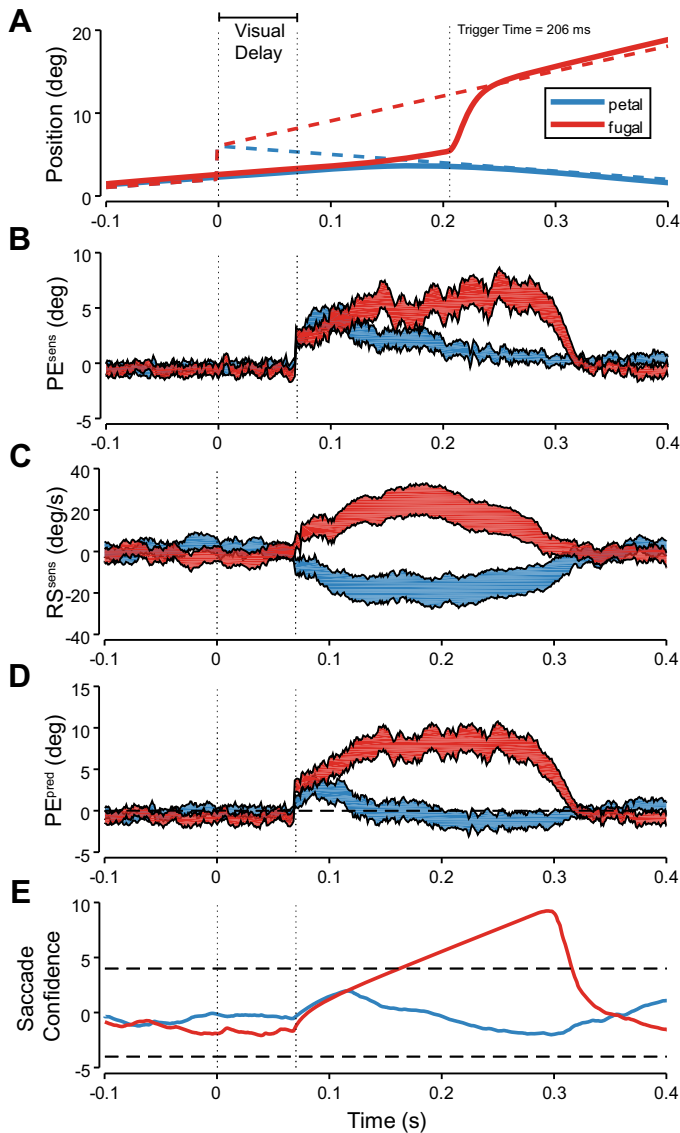 A
Visual
Delay
Trigger Time = 206 ms
petal
fugal
Position (deg)
20
10
0
-0.1 0 0.1 0.2 0.3 0.4
B
PEsens (deg)
10
5
0
-5
-0.1 0 0.1 0.2 0.3 0.4
C
RSsens (deg/s)
40
20
0
-20
-40
-0.1 0 0.1 0.2 0.3 0.4
D
PEpred (deg)
15
10
5
0
-5
-0.1 0 0.1 0.2 0.3 0.4
E
Saccade
Confidence
10
5
0
-5
-0.1 0 0.1 0.2 0.3 0.4
Time (s)